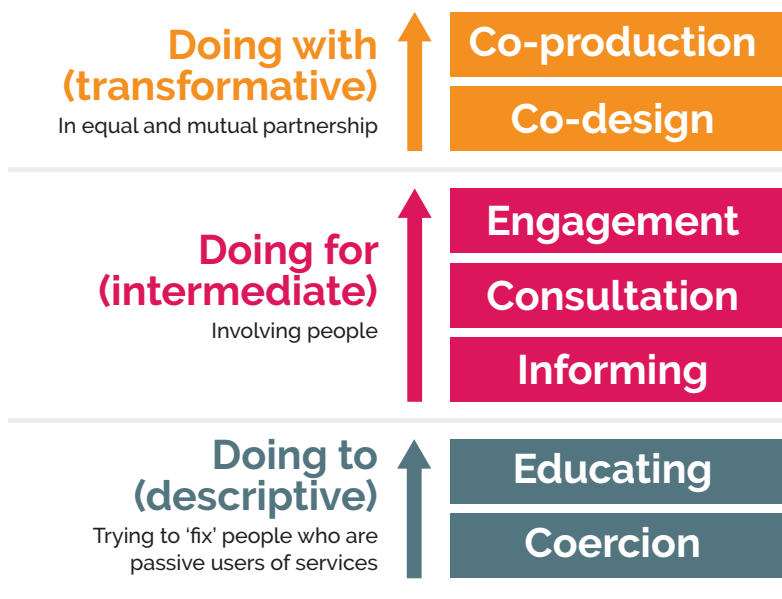 Doing with
(transformative)
In equal and mutual partnership
Co-production
Co-design
Doing for
(intermediate)
Involving people
Engagement
Consultation
Informing
Doing to
(descriptive)
Trying to ‘fix’ people who are
passive users of services
Educating
Coercion